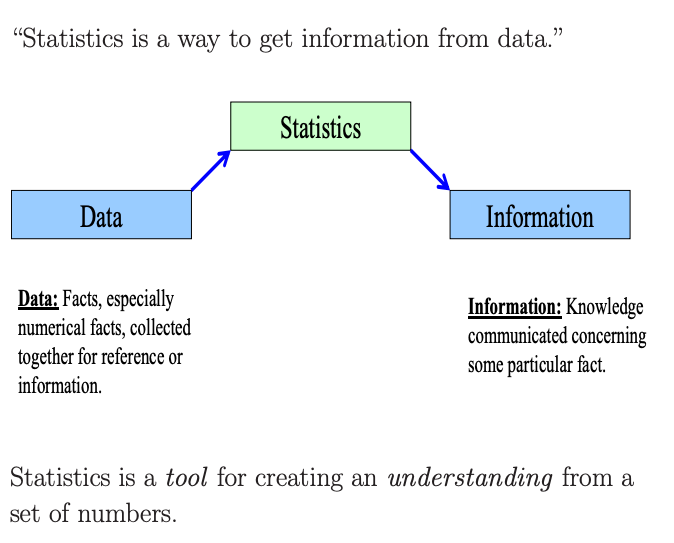 “Statistics is a way to get information from data.”
Statistics
Data
Information
Data: Facts, especially
numerical facts, collected
together for reference or
information.
Information: Knowledge
communicated concerning
some particular fact.
Statistics is a tool for creating an understanding from a
set of numbers.